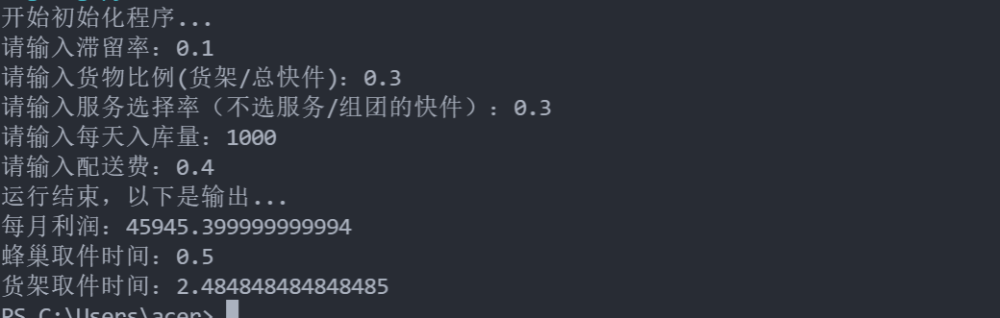 开始初始化程序...
请输入滞留率：0.1
请输入货物比例(货架/总快件)：0.3
请输入服务选择率（不选服务/组团的快件）：0.3
请输入每天入库量：1000
请输入配送费：0.4
运行结束，以下是输出...
每月利润：45945.399999999994
蜂巢取件时间：0.5
货架取件时间：2.484848484848485
PS C:\Users\acer>